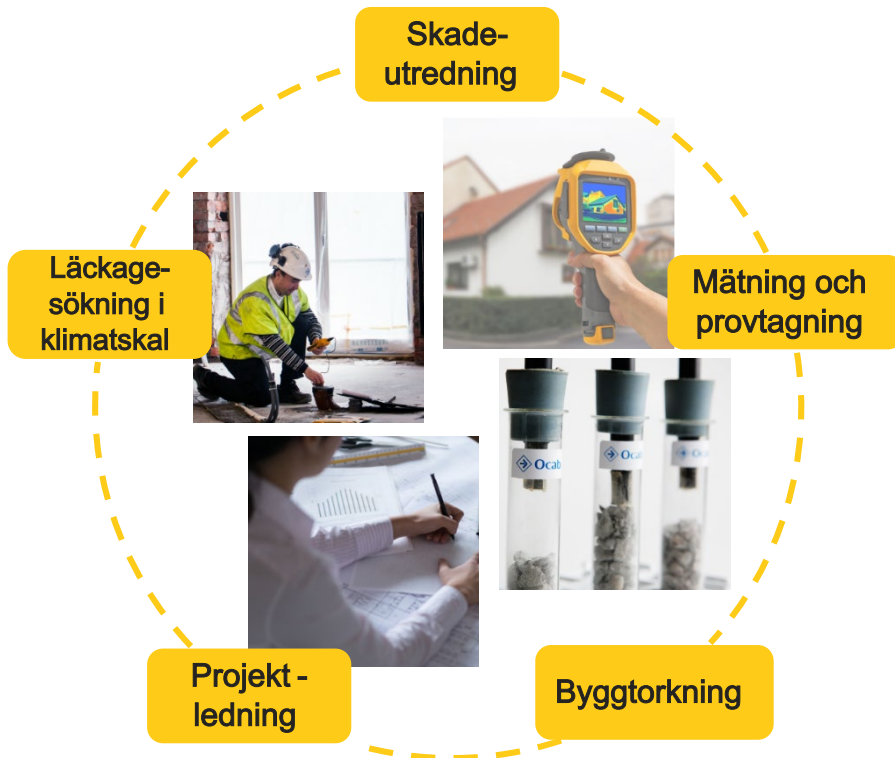 Skade-
utredning
Läckage-
sökning i
klimatskal
Mätning och
provtagning
Projekt -
ledning
Byggtorkning